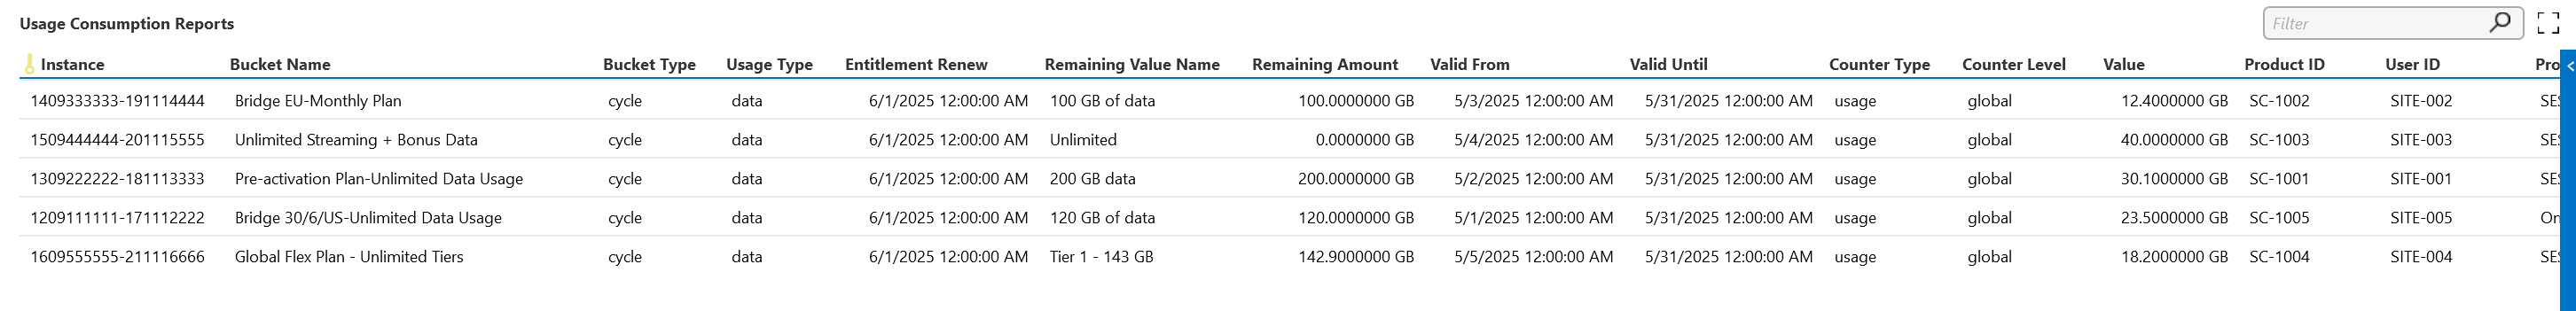 Usage Consumption Reports
Filter
Instance Bucket Name Bucket Type Usage Type Entitlement Renew Remaining Value Name Remaining Amount Valid From Valid Until Counter Type Counter Level Value Product ID User ID Pro
1409333333-191114444 Bridge EU-Monthly Plan cycle data 6/1/2025 12:00:00 AM 100 GB of data 100.0000000 GB 5/3/2025 12:00:00 AM 5/31/2025 12:00:00 AM usage global 12.4000000 GB SC-1002 SITE-002 SES
1509444444-201115555 Unlimited Streaming + Bonus Data cycle data 6/1/2025 12:00:00 AM Unlimited 0.0000000 GB 5/4/2025 12:00:00 AM 5/31/2025 12:00:00 AM usage global 40.0000000 GB SC-1003 SITE-003 SES
1309222222-181113333 Pre-activation Plan-Unlimited Data Usage cycle data 6/1/2025 12:00:00 AM 200 GB data 200.0000000 GB 5/2/2025 12:00:00 AM 5/31/2025 12:00:00 AM usage global 30.1000000 GB SC-1001 SITE-001 SES
1209111111-171112222 Bridge 30/6/US-Unlimited Data Usage cycle data 6/1/2025 12:00:00 AM 120 GB of data 120.0000000 GB 5/1/2025 12:00:00 AM 5/31/2025 12:00:00 AM usage global 23.5000000 GB SC-1005 SITE-005 On
1609555555-211116666 Global Flex Plan - Unlimited Tiers cycle data 6/1/2025 12:00:00 AM Tier 1 - 143 GB 142.9000000 GB 5/5/2025 12:00:00 AM 5/31/2025 12:00:00 AM usage global 18.2000000 GB SC-1004 SITE-004 SES